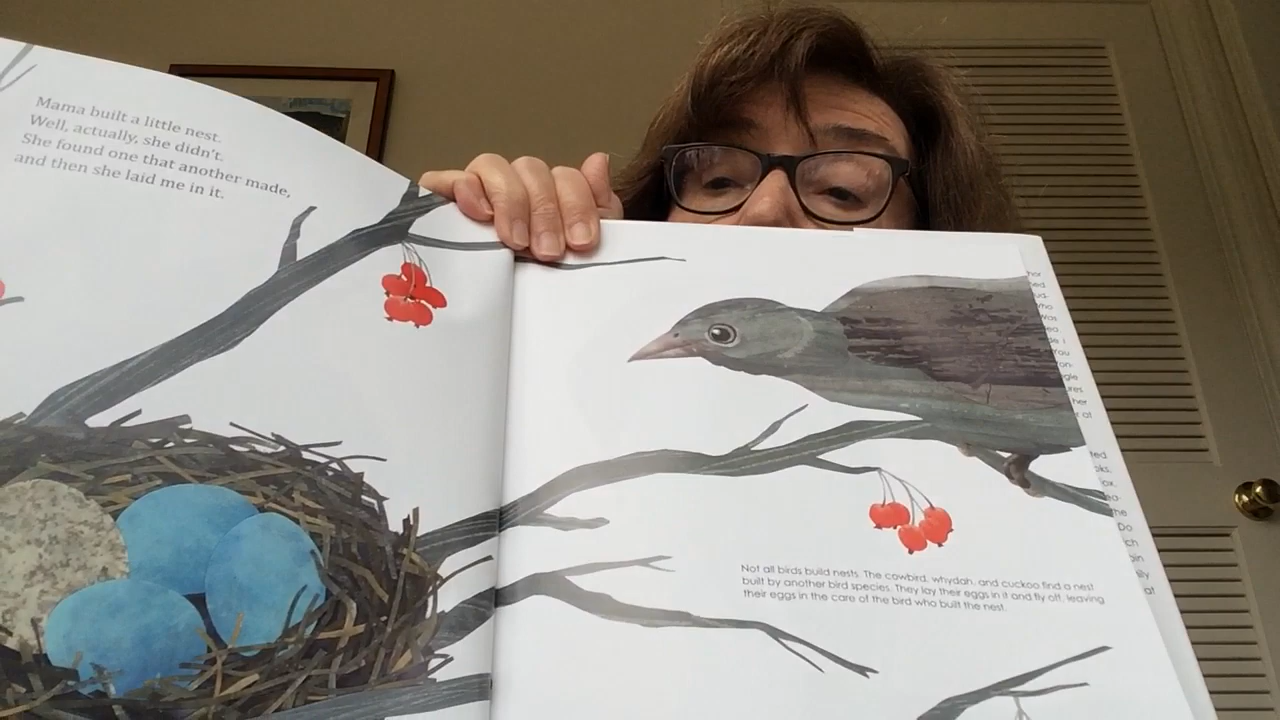 Mama built a little nest.
Well, actually, she didn't.
She found one that another made,
and then she laid me in it.
Not all birds build nests. The cowbird, whydah, and cuckoo find a nest
built by another bird species. They lay their eggs in it and fly off, leaving
their eggs in the care of the bird who built the nest.